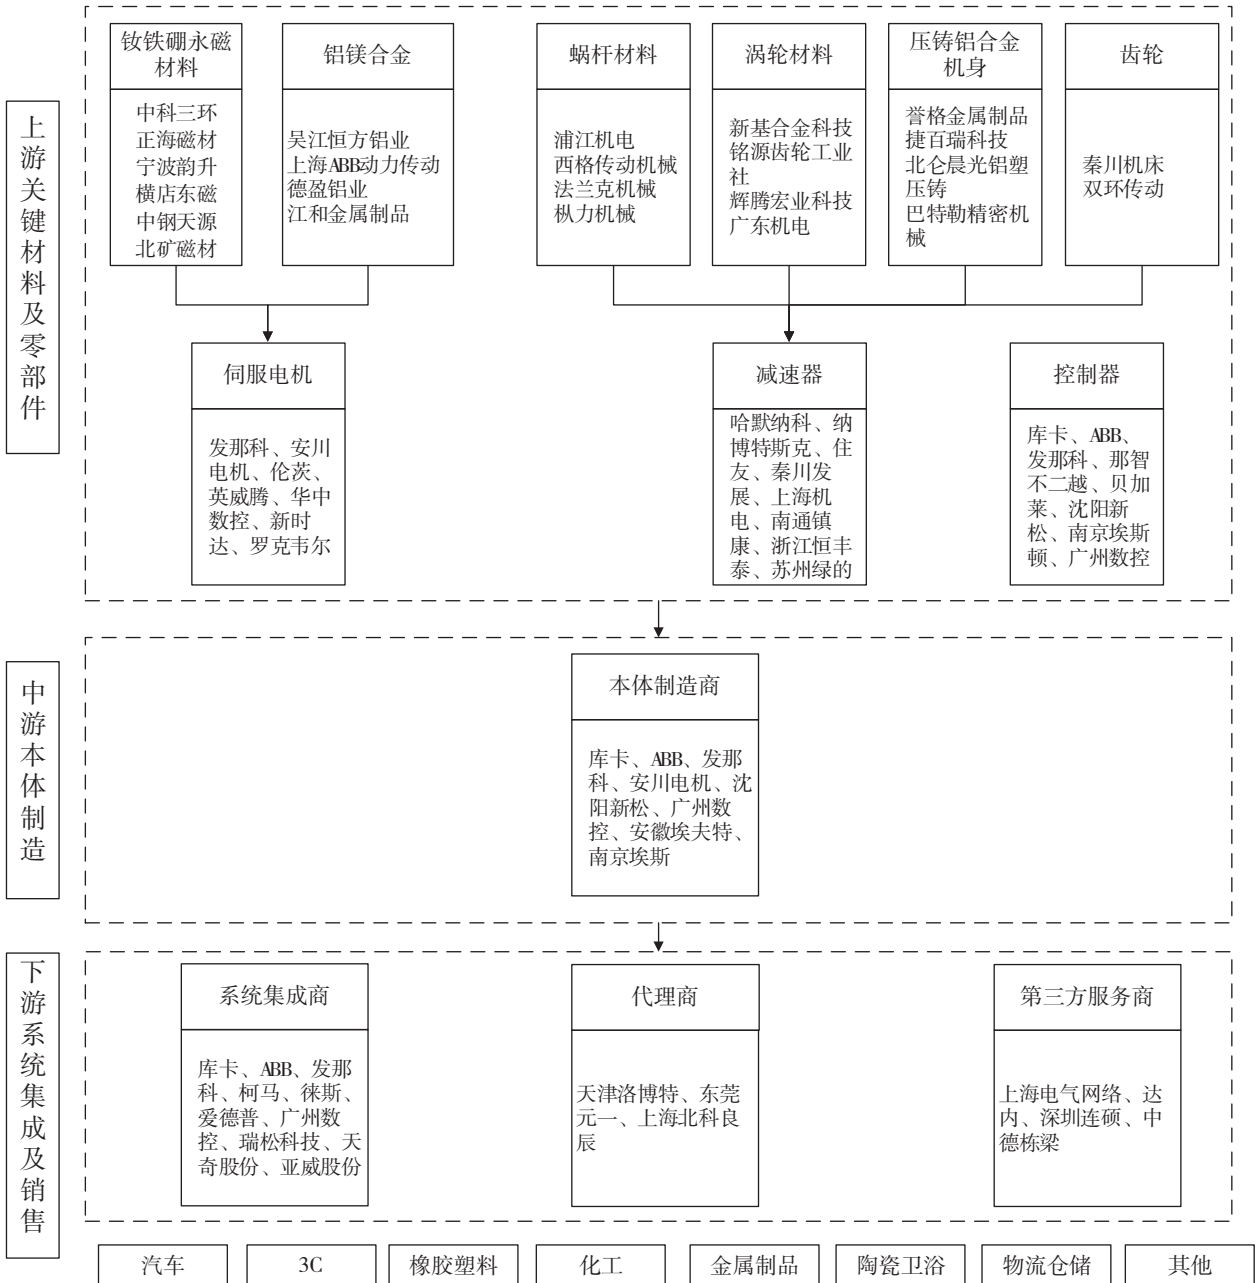 上游关键材料及零部件
钕铁硼永磁
材料
中科三环
正海磁材
宁波韵升
横店东磁
中钢天源
北矿磁材
铝镁合金
吴江恒方铝业
上海ABB动力传动
德盈铝业
江和金属制品
蜗杆材料
浦江机电
西格传动机械
法兰克机械
枞力机械
涡轮材料
新基合金科技
铭源齿轮工业
社
辉腾宏业科技
广东机电
压铸铝合金
机身
誉格金属制品
捷百瑞科技
北仑晨光铝塑
压铸
巴特勒精密机
械
齿轮
秦川机床
双环传动
伺服电机
发那科、安川
电机、伦茨、
英威腾、华中
数控、新时
达、罗克韦尔
减速器
哈默纳科、纳
博特斯克、住
友、秦川发
展、上海机
电、南通镇
康、浙江恒丰
泰、苏州绿的
控制器
库卡、ABB、
发那科、那智
不二越、贝加
莱、沈阳新
松、南京埃斯
顿、广州数控
中游本体制造
本体制造商
库卡、ABB、发那
科、安川电机、沈
阳新松、广州数
控、安徽埃夫特、
南京埃斯
下游系统集成及销售
系统集成商
库卡、ABB、发那
科、柯马、徕斯、
爱德普、广州数
控、瑞松科技、天
奇股份、亚威股份
代理商
天津洛博特、东莞
元一、上海北科良
辰
第三方服务商
上海电气网络、达
内、深圳连硕、中
德栋梁
汽车
3C
橡胶塑料
化工
金属制品
陶瓷卫浴
物流仓储
其他